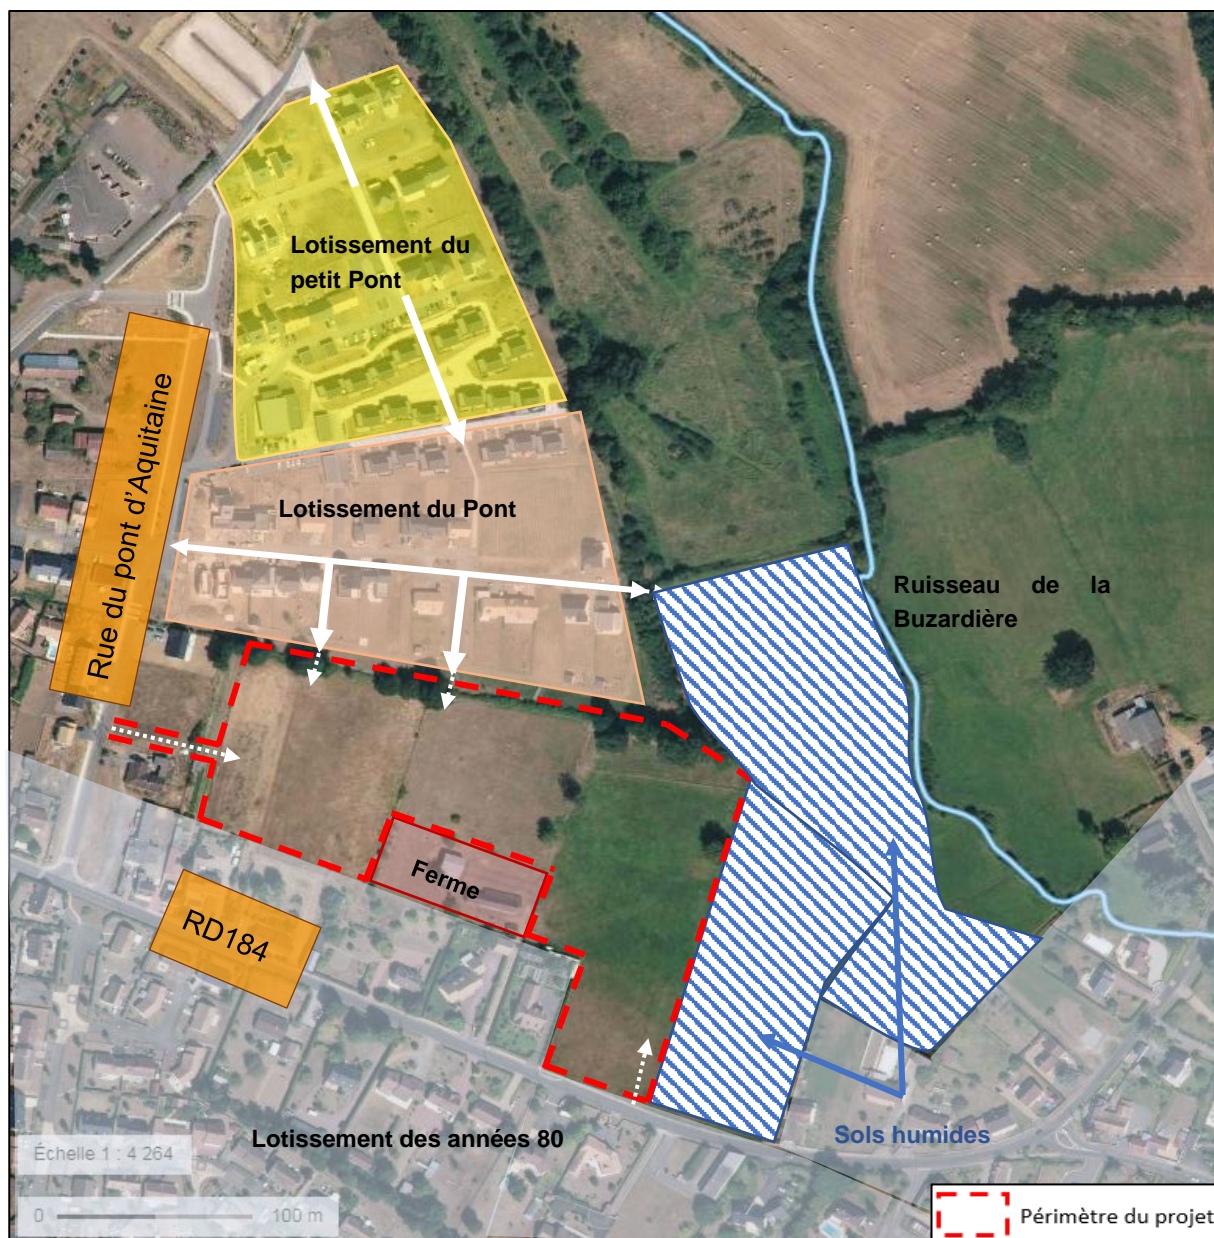 Lotissement du
petit Pont
Rue du pont d'Aquitaine
Lotissement du Pont
Ruisseau de la
Buzardière
Ferme
RD184
Lotissement des années 80
Sols humides
Échelle 1 : 4 264
0 100 m
Périmètre du projet